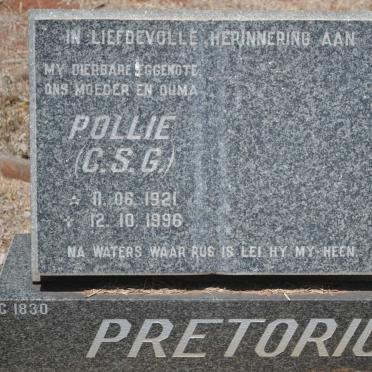 IN LIEFDEVOLLE HERINNERING AAN
MY DIERBARE EGGENOTE
ONS MOEDER EN OUMA
POLLIE
(C.S.G.)
☆ 11.06.1921
✝ 12.10.1996
NA WATERS WAAR RUS IS LEI HY MY HEEN
C 1830
PRETORIU